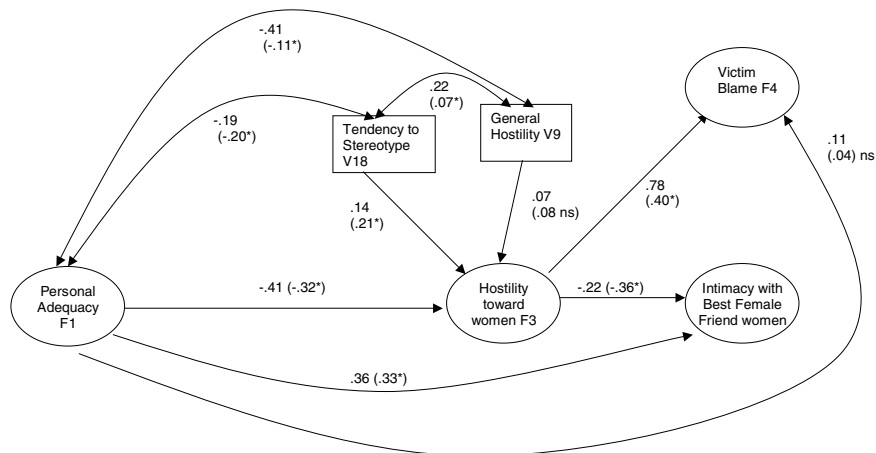 -.41
(-.11*)
.22
(.07*)
-.19
(-.20*)
Tendency to
Stereotype
V18
General
Hostility V9
Victim
Blame F4
.11
(.04) ns
.14
(.21*)
.07
(.08 ns)
.78
(.40*)
Personal
Adequacy
F1
-.41 (-.32*)
Hostility
toward
women F3
-.22 (-.36*)
Intimacy with
Best Female
Friend women
.36 (.33*)